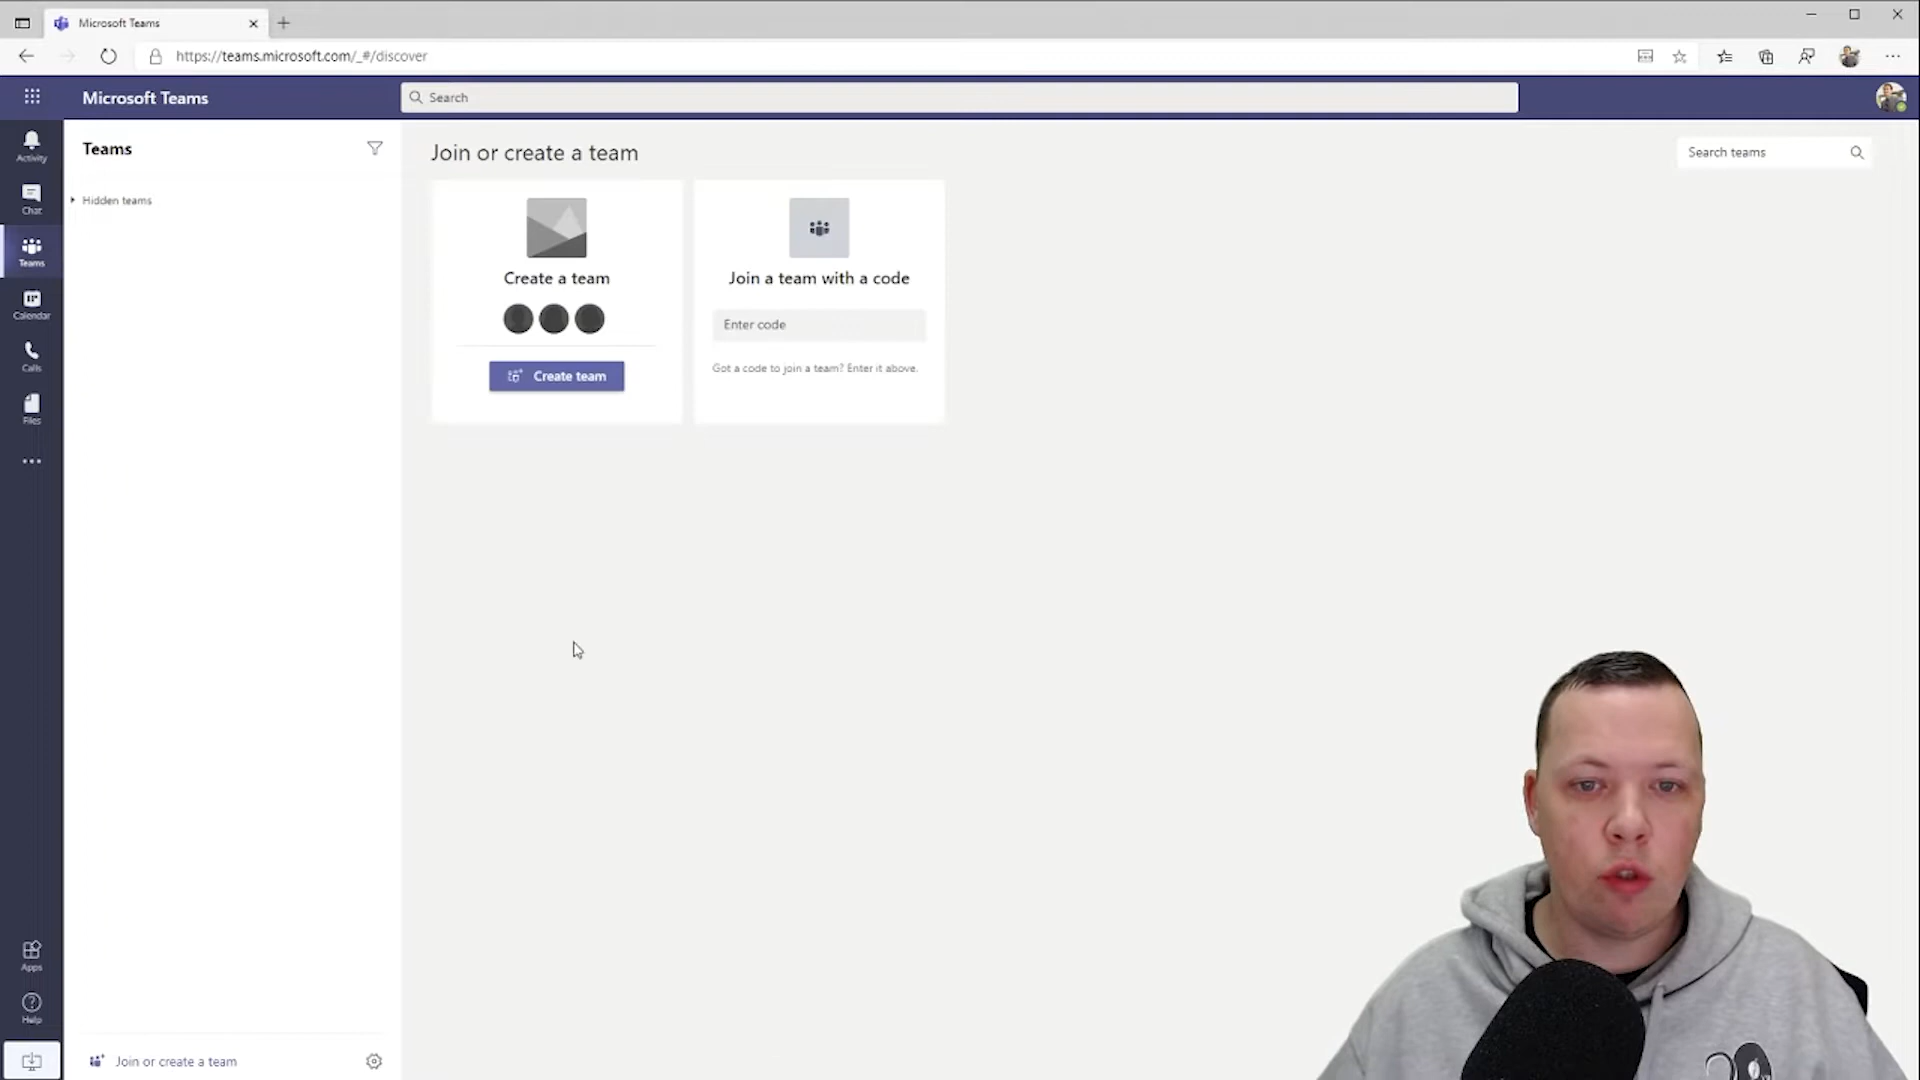 Microsoft Teams
https://teams.microsoft.com/_#/discover
Microsoft Teams
Search
Activity
Chat
Teams
Calendar
Calls
Files
Apps
Help
Teams
Hidden teams
Join or create a team
Join or create a team
Search teams
Create a team
Create team
Join a team with a code
Enter code
Got a code to join a team? Enter it above.